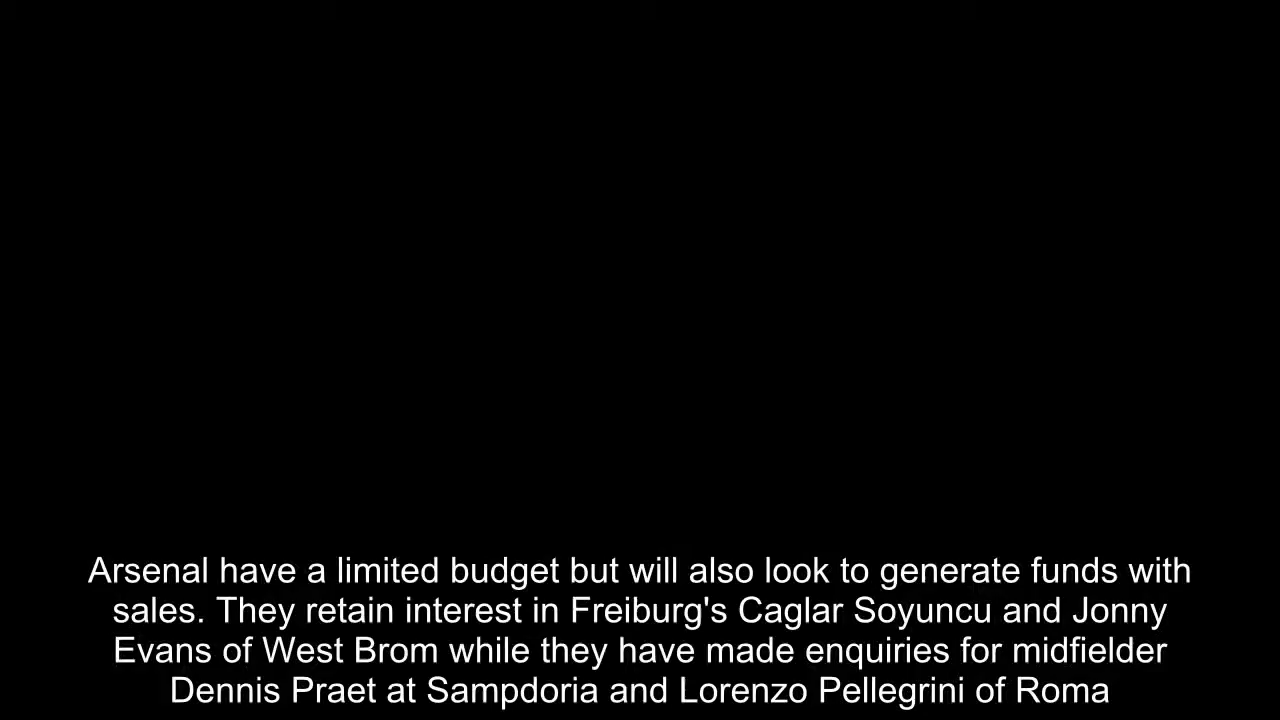 Arsenal have a limited budget but will also look to generate funds with
sales. They retain interest in Freiburg's Caglar Soyuncu and Jonny
Evans of West Brom while they have made enquiries for midfielder
Dennis Praet at Sampdoria and Lorenzo Pellegrini of Roma